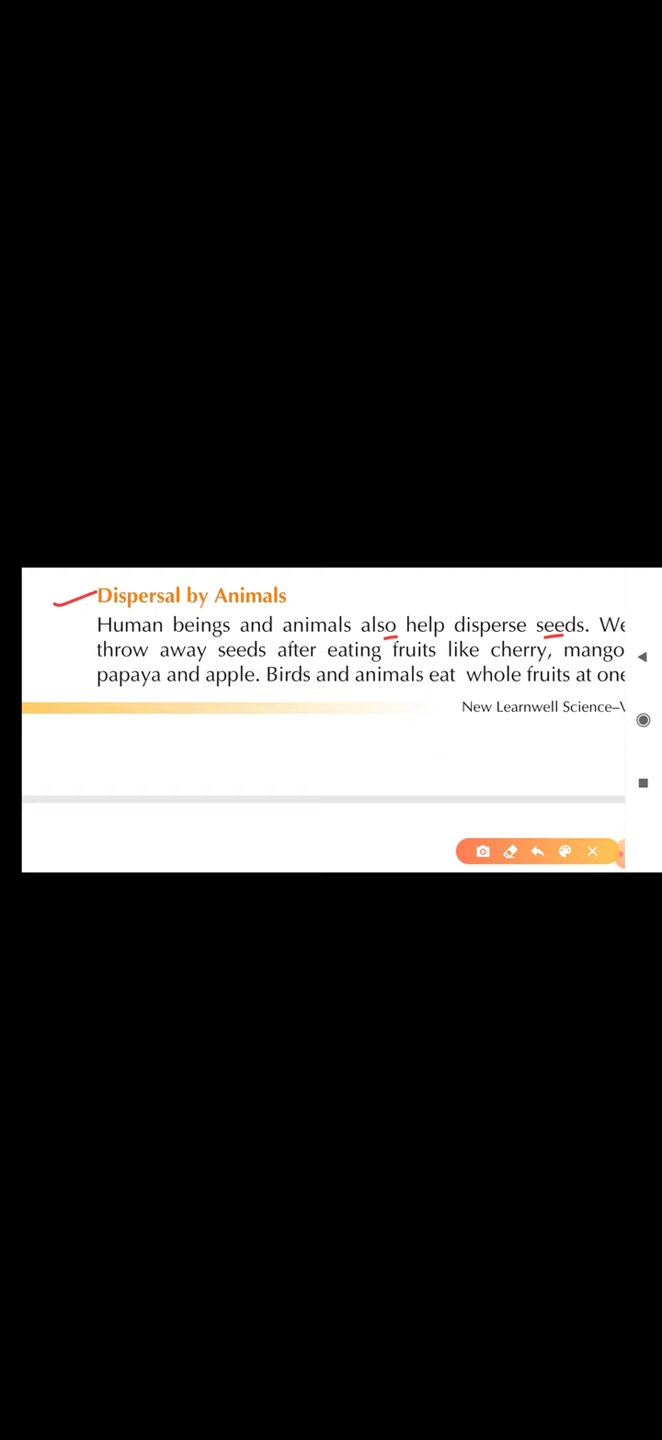 Dispersal by Animals
Human beings and animals also help disperse seeds. We
throw away seeds after eating fruits like cherry, mango
papaya and apple. Birds and animals eat whole fruits at one
New Learnwell Science–V